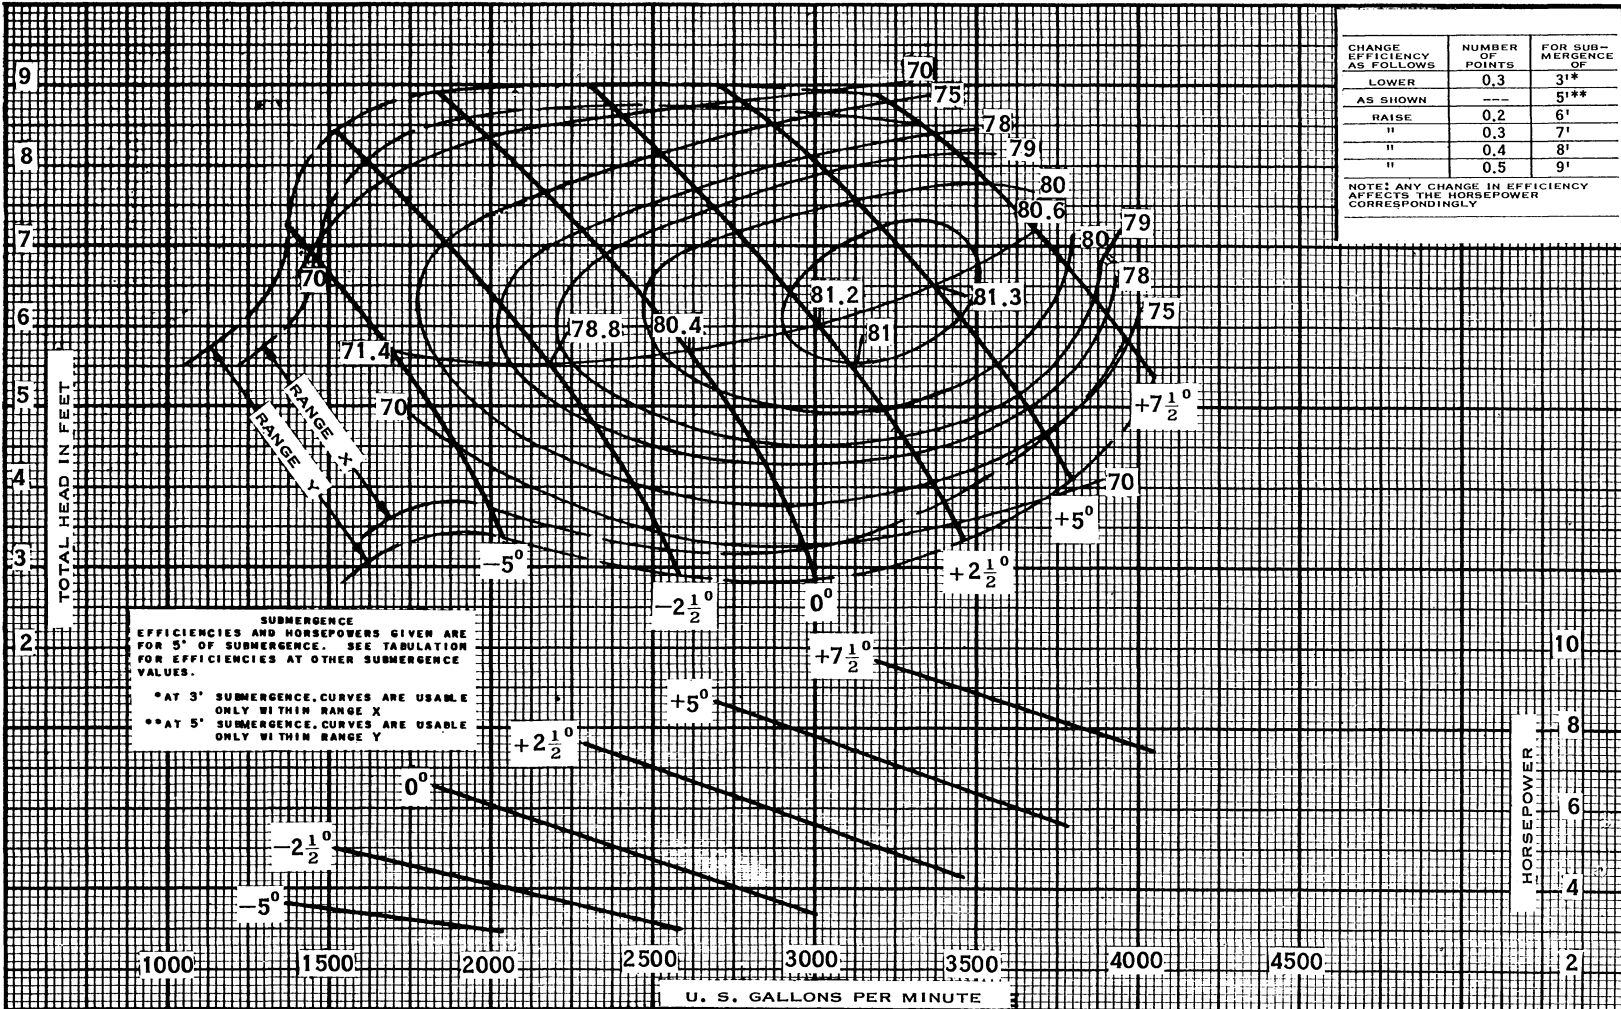 CHANGE EFFICIENCY AS FOLLOWS
NUMBER OF POINTS
FOR SUB-MERGENCE OF
LOWER 0.3 3'*
AS SHOWN --- 5'**
RAISE 0.2 6'
" 0.3 7'
" 0.4 8'
" 0.5 9'
NOTE: ANY CHANGE IN EFFICIENCY
AFFECTS THE HORSEPOWER
CORRESPONDINGLY
9
8
7
6
5
4
3
2
TOTAL HEAD IN FEET
70
75
78
79
80
80.6
80
79
78
75
81.3
81.2
81
80.4
78.8
71.4
70
70
70
RANGE X
RANGE Y
-5°
-2½°
0°
+2½°
+5°
+7½°
SUBMERGENCE
EFFICIENCIES AND HORSEPOWERS GIVEN ARE
FOR 5' OF SUBMERGENCE. SEE TABULATION
FOR EFFICIENCIES AT OTHER SUBMERGENCE
VALUES.
*AT 3' SUBMERGENCE.CURVES ARE USABLE
ONLY WITHIN RANGE X
**AT 5' SUBMERGENCE.CURVES ARE USABLE
ONLY WITHIN RANGE Y
+7½°
+5°
+2½°
0°
-2½°
-5°
10
8
6
4
2
HORSEPOWER
1000 1500 2000 2500 3000 3500 4000 4500
U. S. GALLONS PER MINUTE